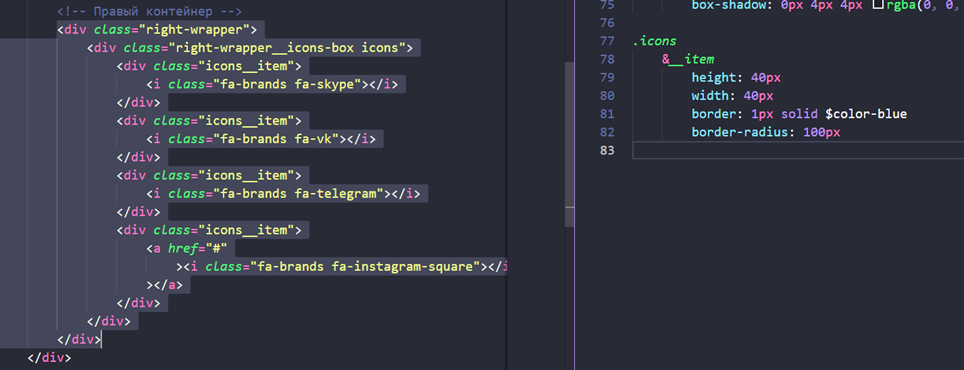 <!-- Правый контейнер -->
<div class="right-wrapper">
<div class="right-wrapper__icons-box icons">
<div class="icons__item">
<i class="fa-brands fa-skype"></i>
</div>
<div class="icons__item">
<i class="fa-brands fa-vk"></i>
</div>
<div class="icons__item">
<i class="fa-brands fa-telegram"></i>
</div>
<div class="icons__item">
<a href="#"
><i class="fa-brands fa-instagram-square"></i
></a>
</div>
</div>
</div>
</div>
75 box-shadow: 0px 4px 4px rgba(0, 0,
76
77 .icons
78 &__item
79 height: 40px
80 width: 40px
81 border: 1px solid $color-blue
82 border-radius: 100px
83